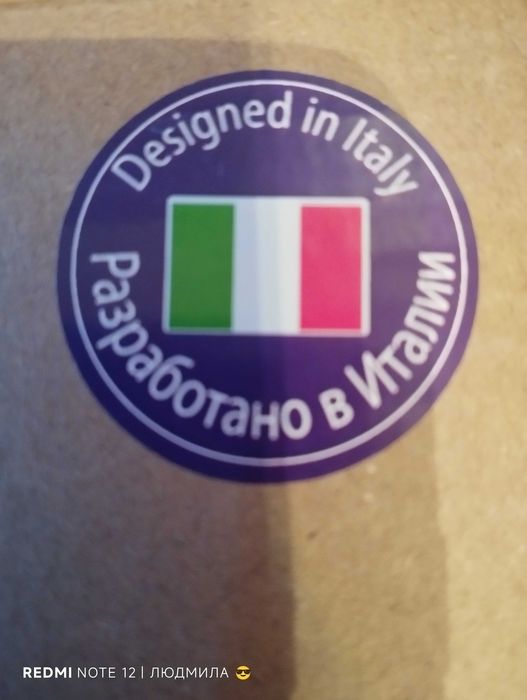 Designed in Italy
Разработано в Италии
REDMI NOTE 12 | ЛЮДМИЛА 😎